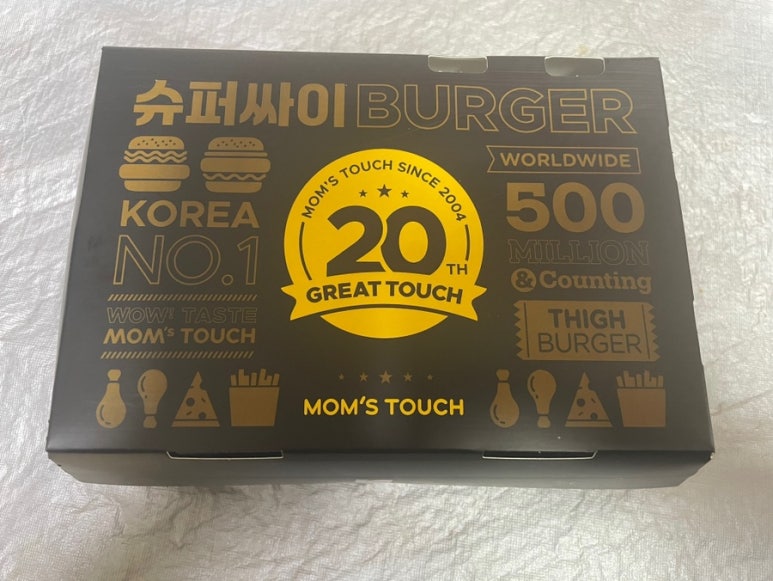 슈퍼싸이BURGER
KOREA
NO.1
WOW! TASTE
MOM's TOUCH
MOM'S TOUCH SINCE 2004
20TH
GREAT TOUCH
MOM'S TOUCH
WORLDWIDE
500
MILLION
& Counting
THIGH
BURGER